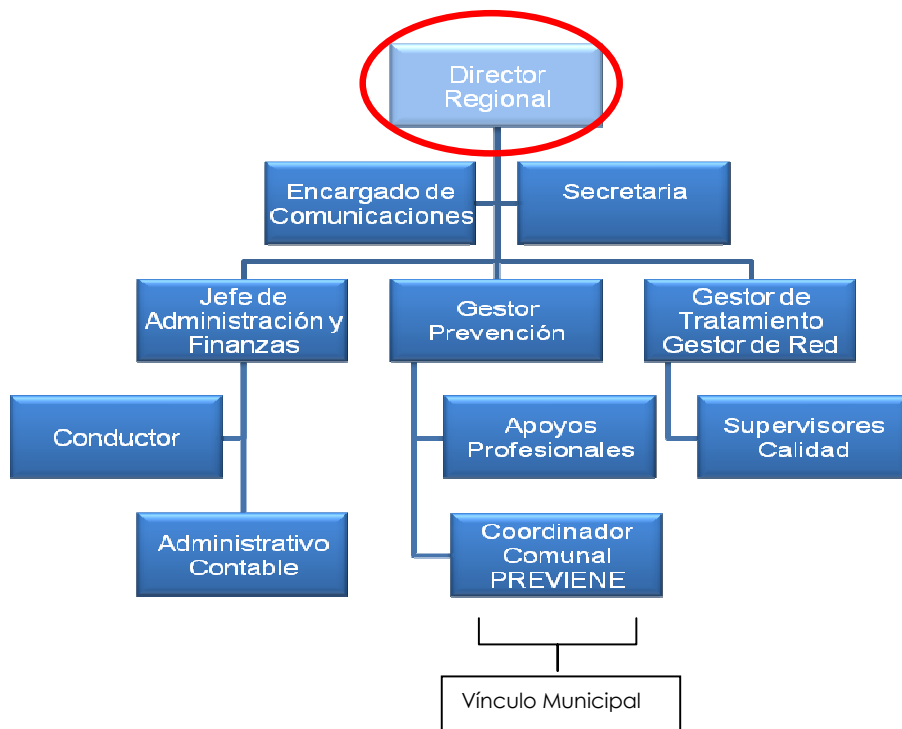 Director
Regional
Encargado de
Comunicaciones
Secretaria
Jefe de
Administración y
Finanzas
Gestor
Prevención
Gestor de
Tratamiento
Gestor de Red
Conductor
Apoyos
Profesionales
Supervisores
Calidad
Administrativo
Contable
Coordinador
Comunal
PREVIENE
Vínculo Municipal